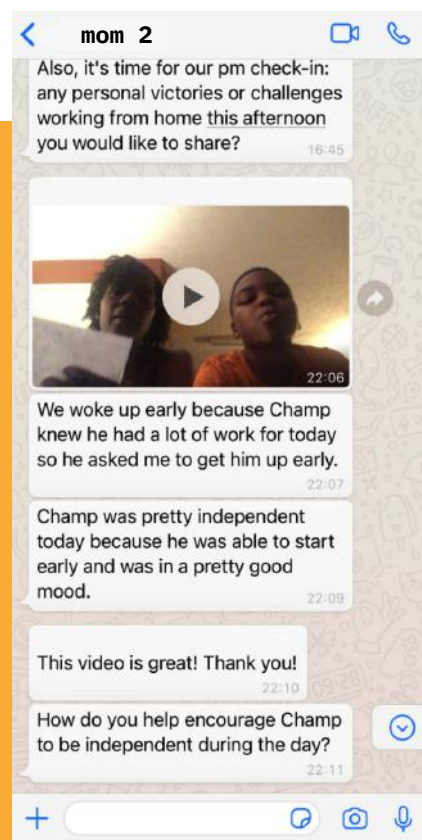 mom 2
Also, it's time for our pm check-in:
any personal victories or challenges
working from home this afternoon
you would like to share?
16:45
22:06
We woke up early because Champ
knew he had a lot of work for today
so he asked me to get him up early.
22:07
Champ was pretty independent
today because he was able to start
early and was in a pretty good
mood.
22:09
This video is great! Thank you!
22:10
How do you help encourage Champ
to be independent during the day?
22:11